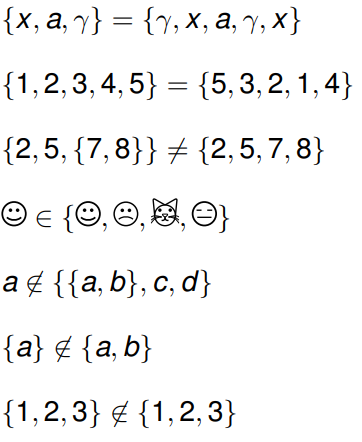 {x, a, γ} = {γ, x, a, γ, x}
{1, 2, 3, 4, 5} = {5, 3, 2, 1, 4}
{2, 5, {7, 8}} ≠ {2, 5, 7, 8}
☺ ∈ {☺, ☹, 🐱, 😑}
a ∉ {{a, b}, c, d}
{a} ∉ {a, b}
{1, 2, 3} ∉ {1, 2, 3}